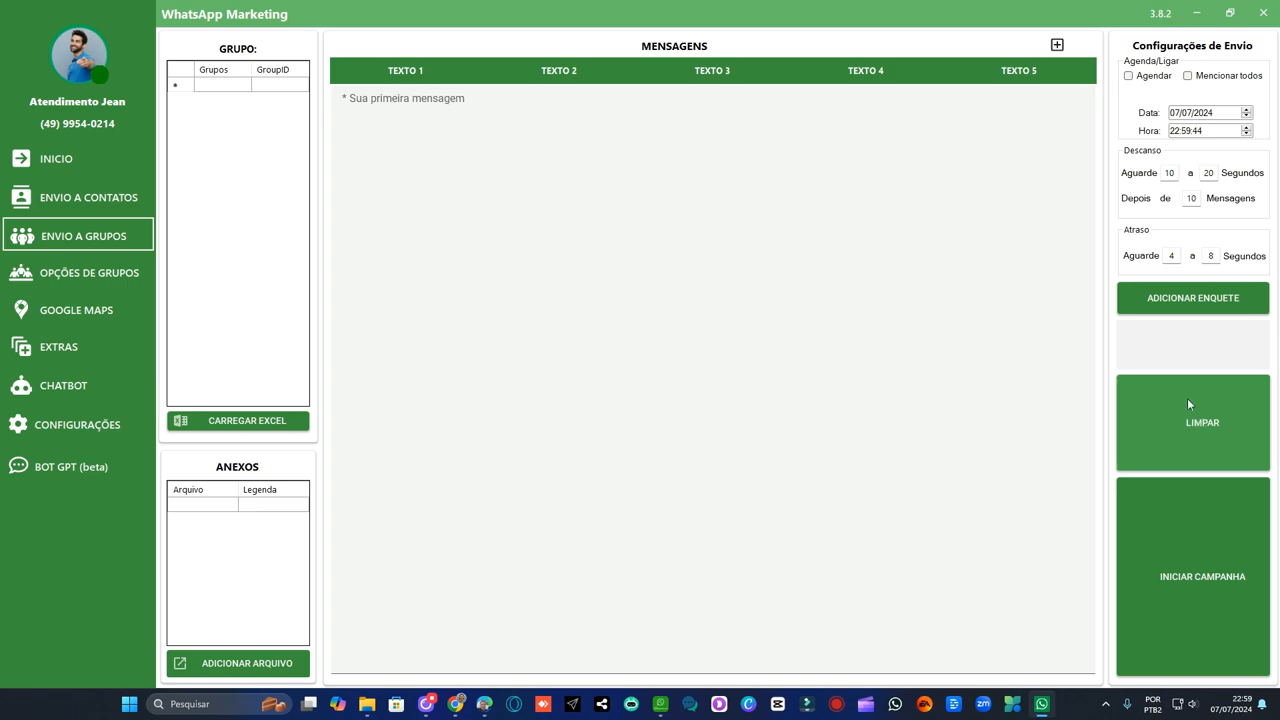 WhatsApp Marketing
3.8.2
Atendimento Jean
(49) 9954-0214
INICIO
ENVIO A CONTATOS
ENVIO A GRUPOS
OPÇÕES DE GRUPOS
GOOGLE MAPS
EXTRAS
CHATBOT
CONFIGURAÇÕES
BOT GPT (beta)
GRUPO:
Grupos GroupID
*
CARREGAR EXCEL
ANEXOS
Arquivo Legenda
ADICIONAR ARQUIVO
MENSAGENS
TEXTO 1 TEXTO 2 TEXTO 3 TEXTO 4 TEXTO 5
* Sua primeira mensagem
Configurações de Envio
Agenda/Ligar
Agendar Mencionar todos
Data: 07/07/2024
Hora: 22:59:44
Descanso
Aguarde 10 a 20 Segundos
Depois de 10 Mensagens
Atraso
Aguarde 4 a 8 Segundos
ADICIONAR ENQUETE
LIMPAR
INICIAR CAMPANHA
Pesquisar
POR
PTB2
22:59
07/07/2024